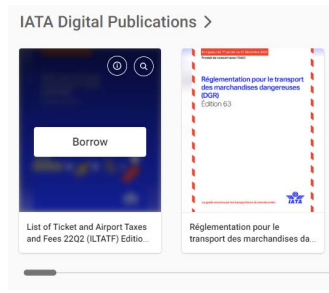 IATA Digital Publications >
Borrow
List of Ticket and Airport Taxes
and Fees 22Q2 (ILTATF) Editio...
Réglementation pour le transport
des marchandises dangereuses
(DGR)
Édition 63
IATA
Réglementation pour le
transport des marchandises da...